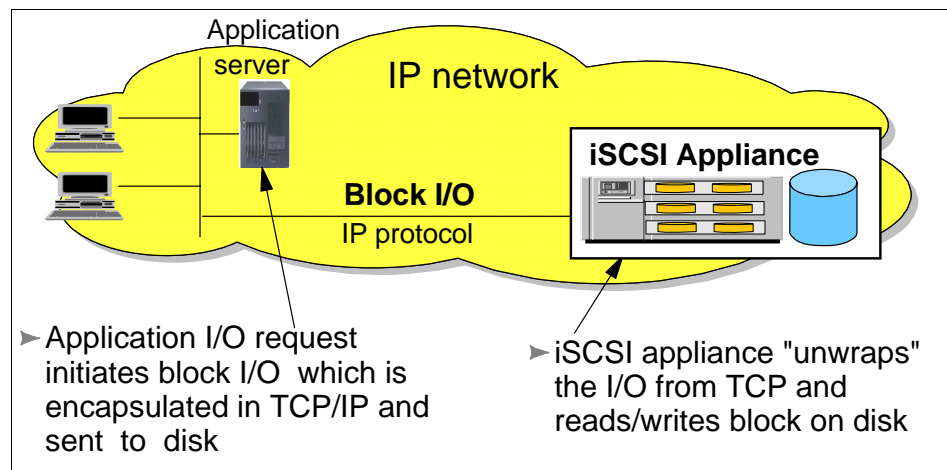 Application
server
IP network
iSCSI Appliance
Block I/O
IP protocol
➢ Application I/O request
initiates block I/O which is
encapsulated in TCP/IP and
sent to disk
➢ iSCSI appliance "unwraps"
the I/O from TCP and
reads/writes block on disk